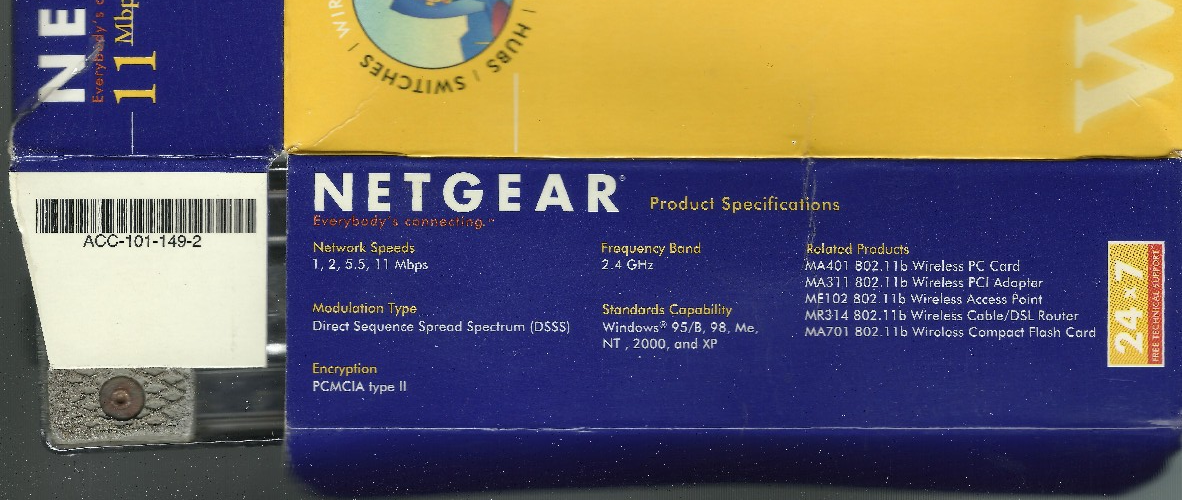 NE
Everybody's c
11 Mbp
WIR
| SWITCHES | HUBS |
W
ACC-101-149-2
NETGEAR®
Everybody's connecting.™
Product Specifications
Network Speeds
1, 2, 5.5, 11 Mbps
Modulation Type
Direct Sequence Spread Spectrum (DSSS)
Encryption
PCMCIA type II
Frequency Band
2.4 GHz
Standards Capability
Windows® 95/B, 98, Me,
NT , 2000, and XP
Related Products
MA401 802.11b Wireless PC Card
MA311 802.11b Wireless PCI Adapter
ME102 802.11b Wireless Access Point
MR314 802.11b Wireless Cable/DSL Router
MA701 802.11b Wireless Compact Flash Card
24x7
FREE TECHNICAL SUPPORT